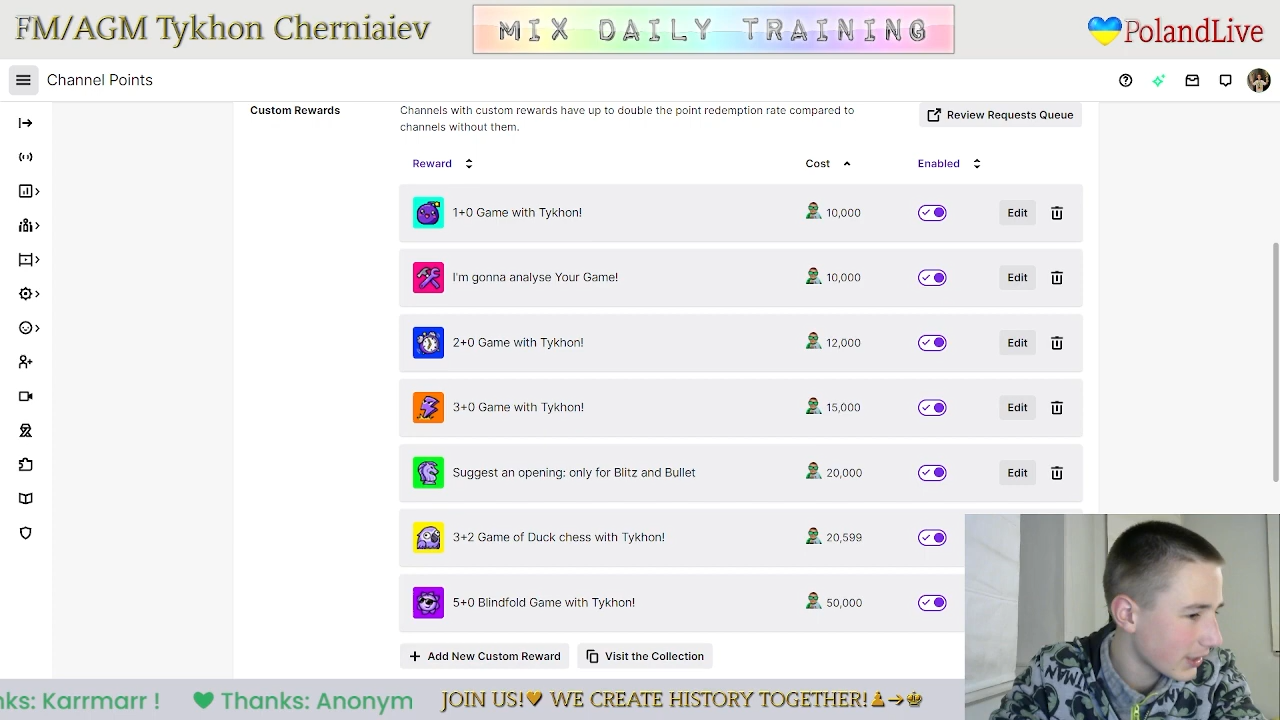 FM/AGM Tykhon Cherniaiev
MIX DAILY TRAINING
PolandLive
Channel Points
Custom Rewards
Channels with custom rewards have up to double the point redemption rate compared to
channels without them.
Review Requests Queue
Reward Cost Enabled
1+0 Game with Tykhon! 10,000 Edit
I'm gonna analyse Your Game! 10,000 Edit
2+0 Game with Tykhon! 12,000 Edit
3+0 Game with Tykhon! 15,000 Edit
Suggest an opening: only for Blitz and Bullet 20,000 Edit
3+2 Game of Duck chess with Tykhon! 20,599
5+0 Blindfold Game with Tykhon! 50,000
+ Add New Custom Reward Visit the Collection
nks: Karrmarr ! Thanks: Anonym JOIN US! WE CREATE HISTORY TOGETHER!